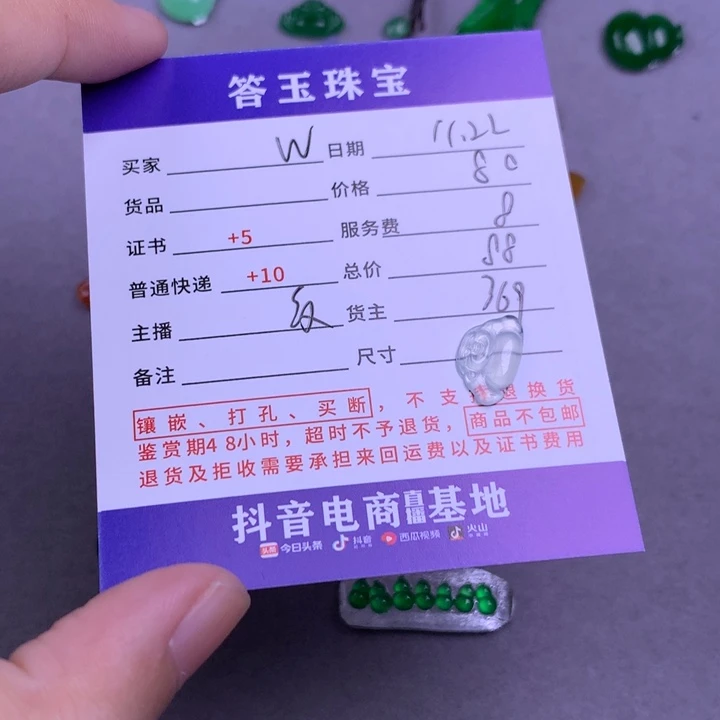 答玉珠宝
买家 W 日期 11.22
货品 价格 80
证书 +5 服务费 8
普通快递 +10 总价 88
主播 货主 369
备注 尺寸
镶嵌、打孔、买断,不支持退换货
鉴赏期48小时,超时不予退货,商品不包邮
退货及拒收需要承担来回运费以及证书费用
抖音电商直播基地
头条 今日头条 抖音 西瓜视频 火山